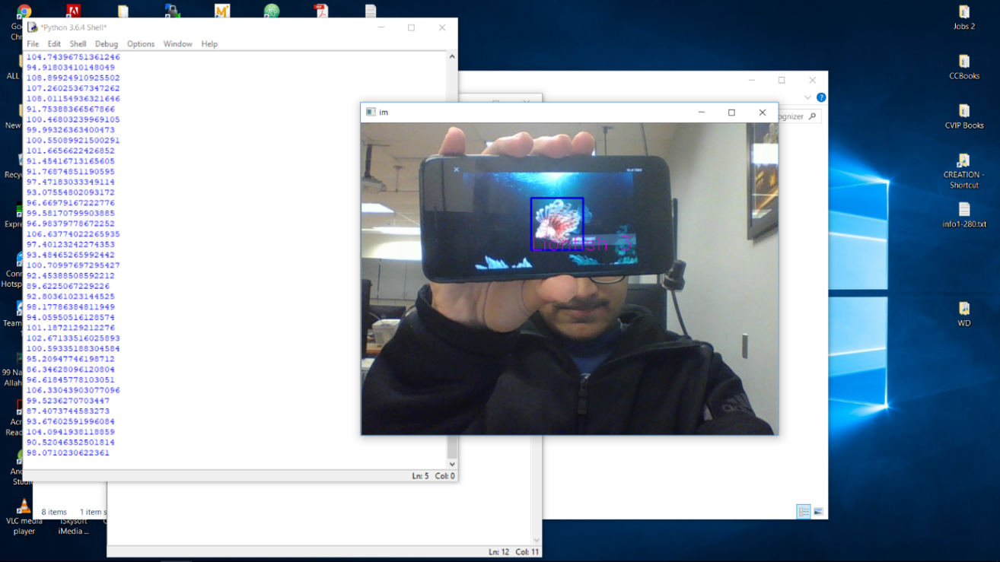 *Python 3.6.4 Shell*
File Edit Shell Debug Options Window Help
104.74396751361246
94.91803410148049
108.89924910925502
107.26025367347262
108.01154936321646
91.75388366567866
100.46803239969105
99.99326363400473
100.55089921500291
101.6656622426852
91.45416713165605
91.76874851190595
97.47183033349114
93.07554802093172
96.66979167222776
99.58170799903885
96.98379778672252
106.63774022265935
97.40123242274353
93.48465265992442
100.70997697295427
92.45388508592212
89.6225067229226
92.80361023144525
98.17786384811949
94.05950516128574
101.1872129212276
102.67133516025893
100.59335188304584
95.20947746198712
86.34628096120804
96.61845778103051
106.33043903077096
99.5236270703447
87.4073744583273
93.67602591996084
104.0941938118859
90.52046352501814
98.0710230622361
Ln: 5 Col: 0
8 items 1 item s
Ln: 12 Col: 11
im
ognizer
Lionfish 3
adidas
Goo
Chr
ALL
New
Recyc
Expre
Conn
Hotsp
Team
99 Na
Allah
Acr
Read
And
Studi
VLC media
player
iSkysoft
iMedia ...
Jobs 2
CCBooks
CVIP Books
CREATION -
Shortcut
info1-280.txt
WD